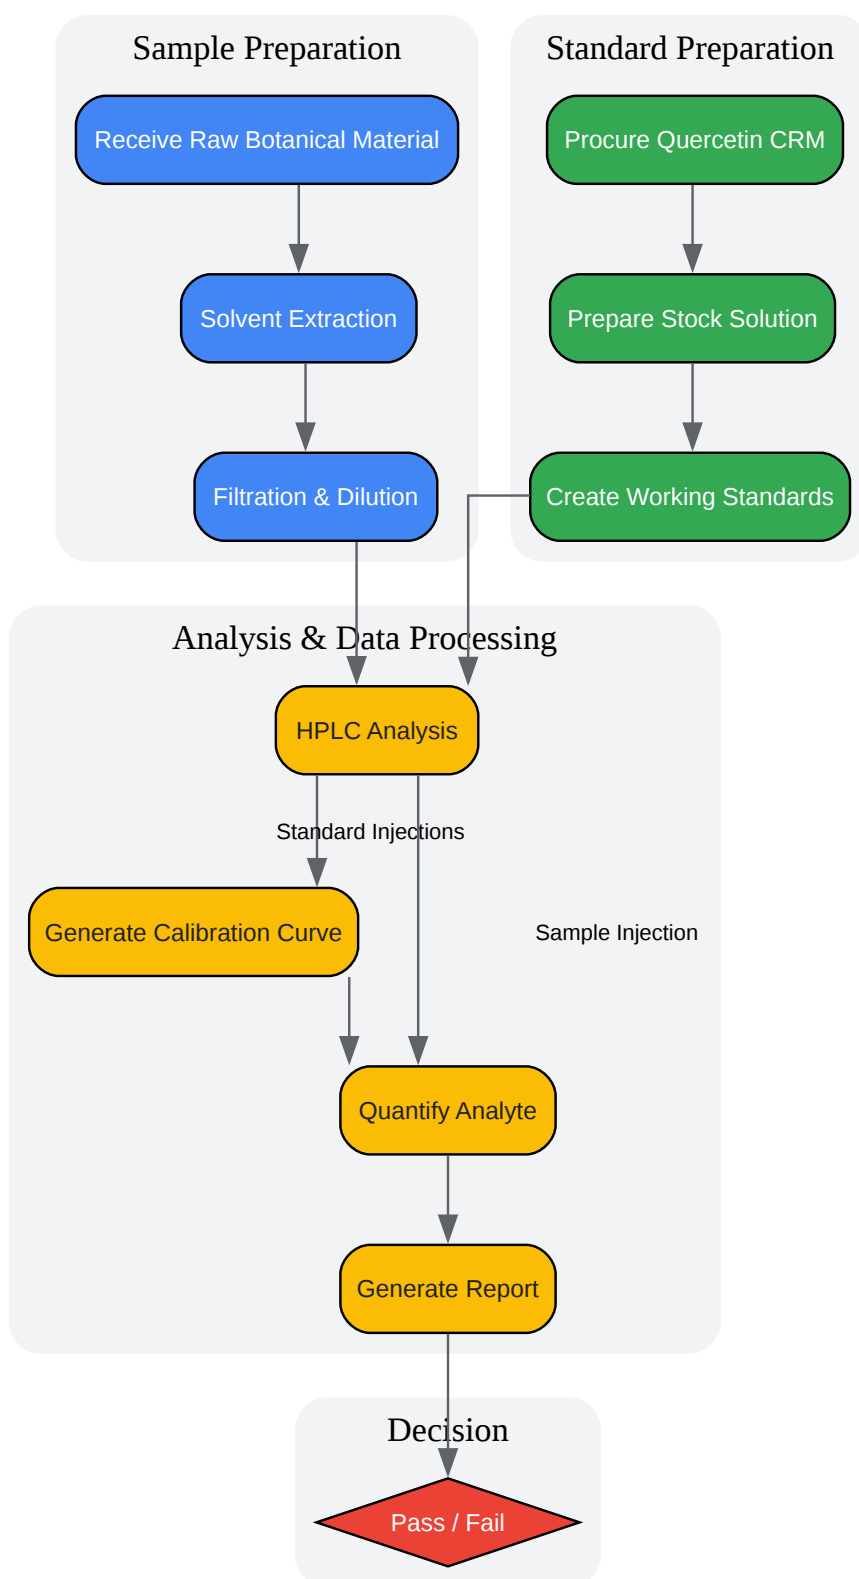 Sample Preparation
Receive Raw Botanical Material
Solvent Extraction
Filtration & Dilution
Standard Preparation
Procure Quercetin CRM
Prepare Stock Solution
Create Working Standards
Analysis & Data Processing
HPLC Analysis
Standard Injections
Generate Calibration Curve
Sample Injection
Quantify Analyte
Generate Report
Decision
Pass / Fail